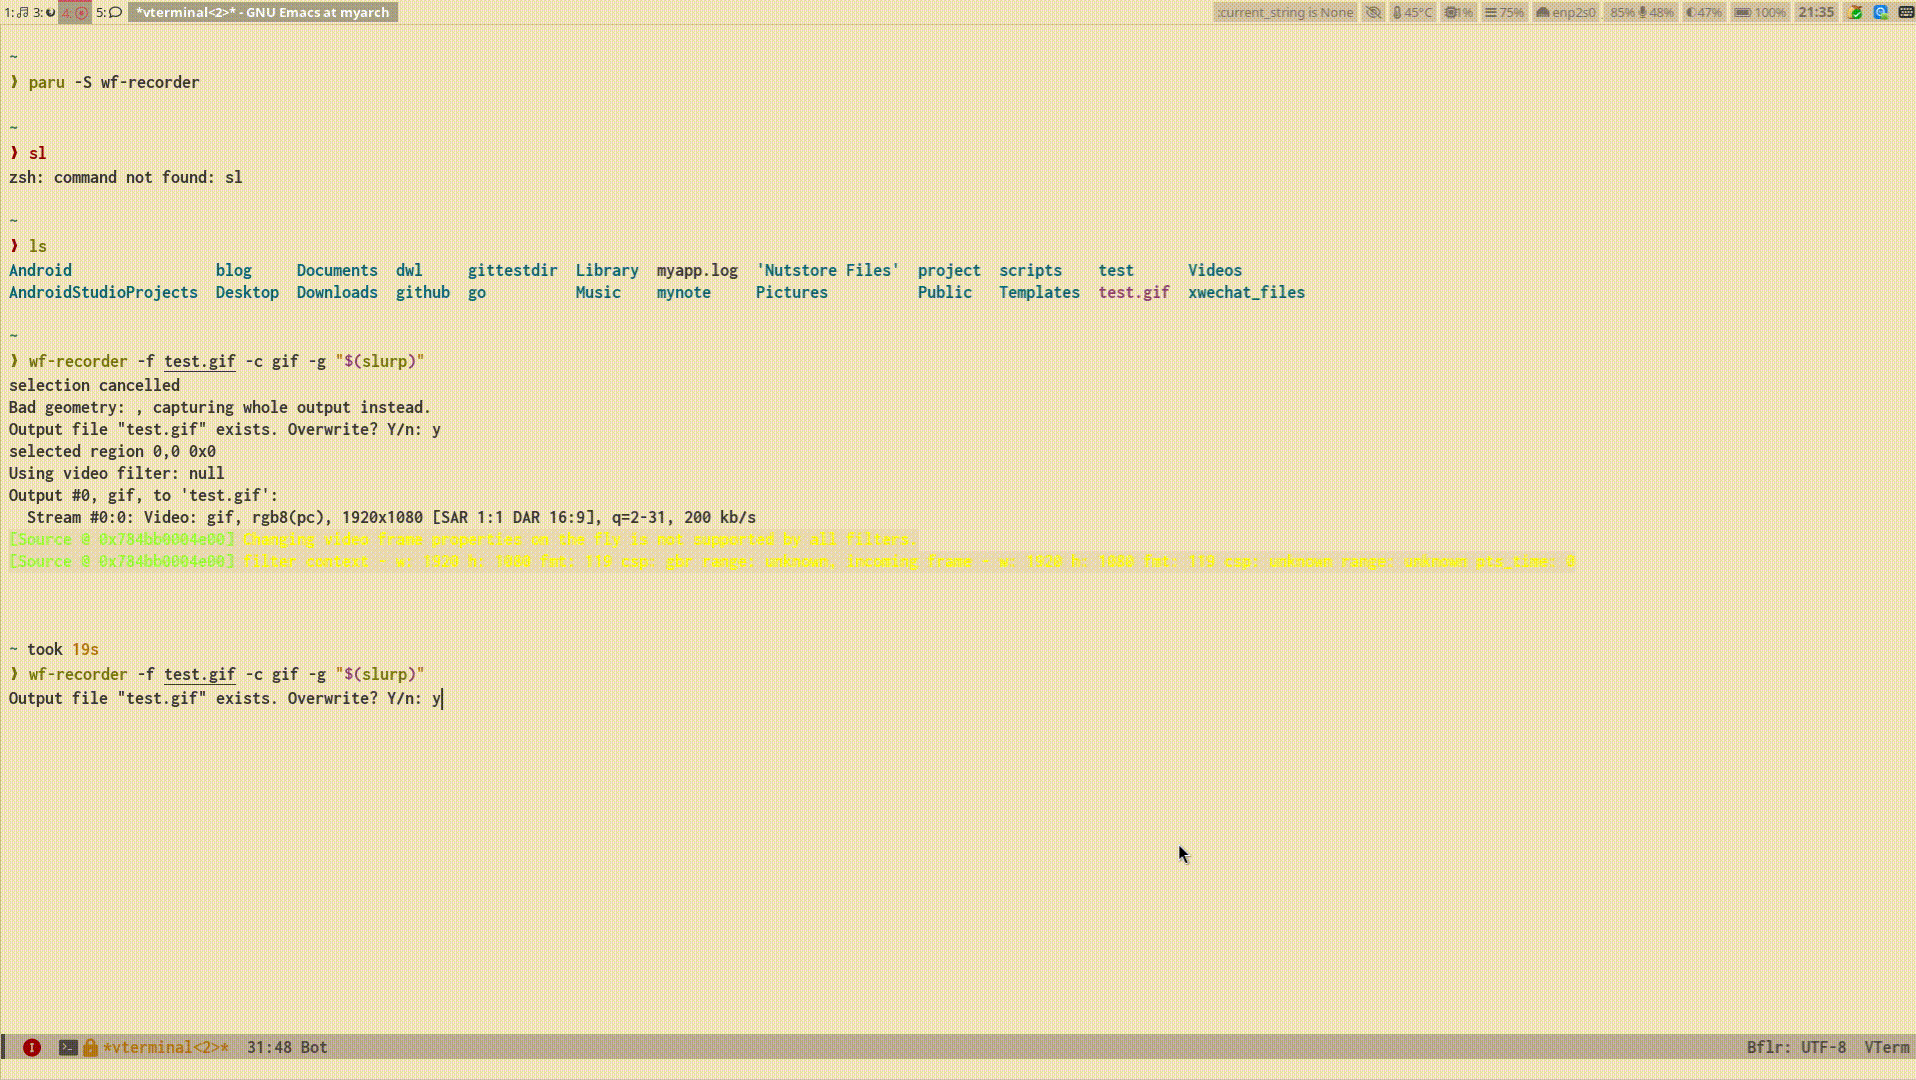 1: 3: 4: 5: *vterminal<2>* - GNU Emacs at myarch :current_string is None 45°C 1% 75% enp2s0 85% 48% 47% 100% 21:35
~
❯ paru -S wf-recorder
~
❯ sl
zsh: command not found: sl
~
❯ ls
Android blog Documents dwl gittestdir Library myapp.log 'Nutstore Files' project scripts test Videos
AndroidStudioProjects Desktop Downloads github go Music mynote Pictures Public Templates test.gif xwechat_files
~
❯ wf-recorder -f test.gif -c gif -g "$(slurp)"
selection cancelled
Bad geometry: , capturing whole output instead.
Output file "test.gif" exists. Overwrite? Y/n: y
selected region 0,0 0x0
Using video filter: null
Output #0, gif, to 'test.gif':
Stream #0:0: Video: gif, rgb8(pc), 1920x1080 [SAR 1:1 DAR 16:9], q=2-31, 200 kb/s
[Source @ 0x784bb0004e00] Changing video frame properties on the fly is not supported by all filters.
[Source @ 0x784bb0004e00] filter context - w: 1920 h: 1080 fmt: 119 csp: gbr range: unknown, incoming frame - w: 1920 h: 1080 fmt: 119 csp: unknown range: unknown pts_time:
~ took 19s
❯ wf-recorder -f test.gif -c gif -g "$(slurp)"
Output file "test.gif" exists. Overwrite? Y/n: y
I *vterminal<2>* 31:48 Bot Bflr: UTF-8 VTerm